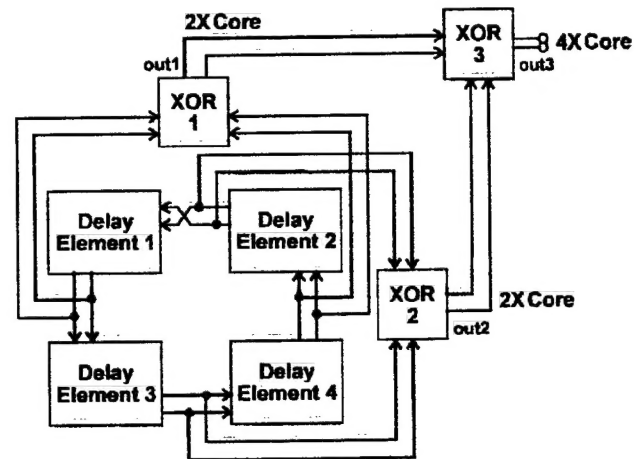 2X Core
XOR
3
4X Core
out3
out1
XOR
1
Delay
Element 1
Delay
Element 2
XOR
2
2X Core
out2
Delay
Element 3
Delay
Element 4